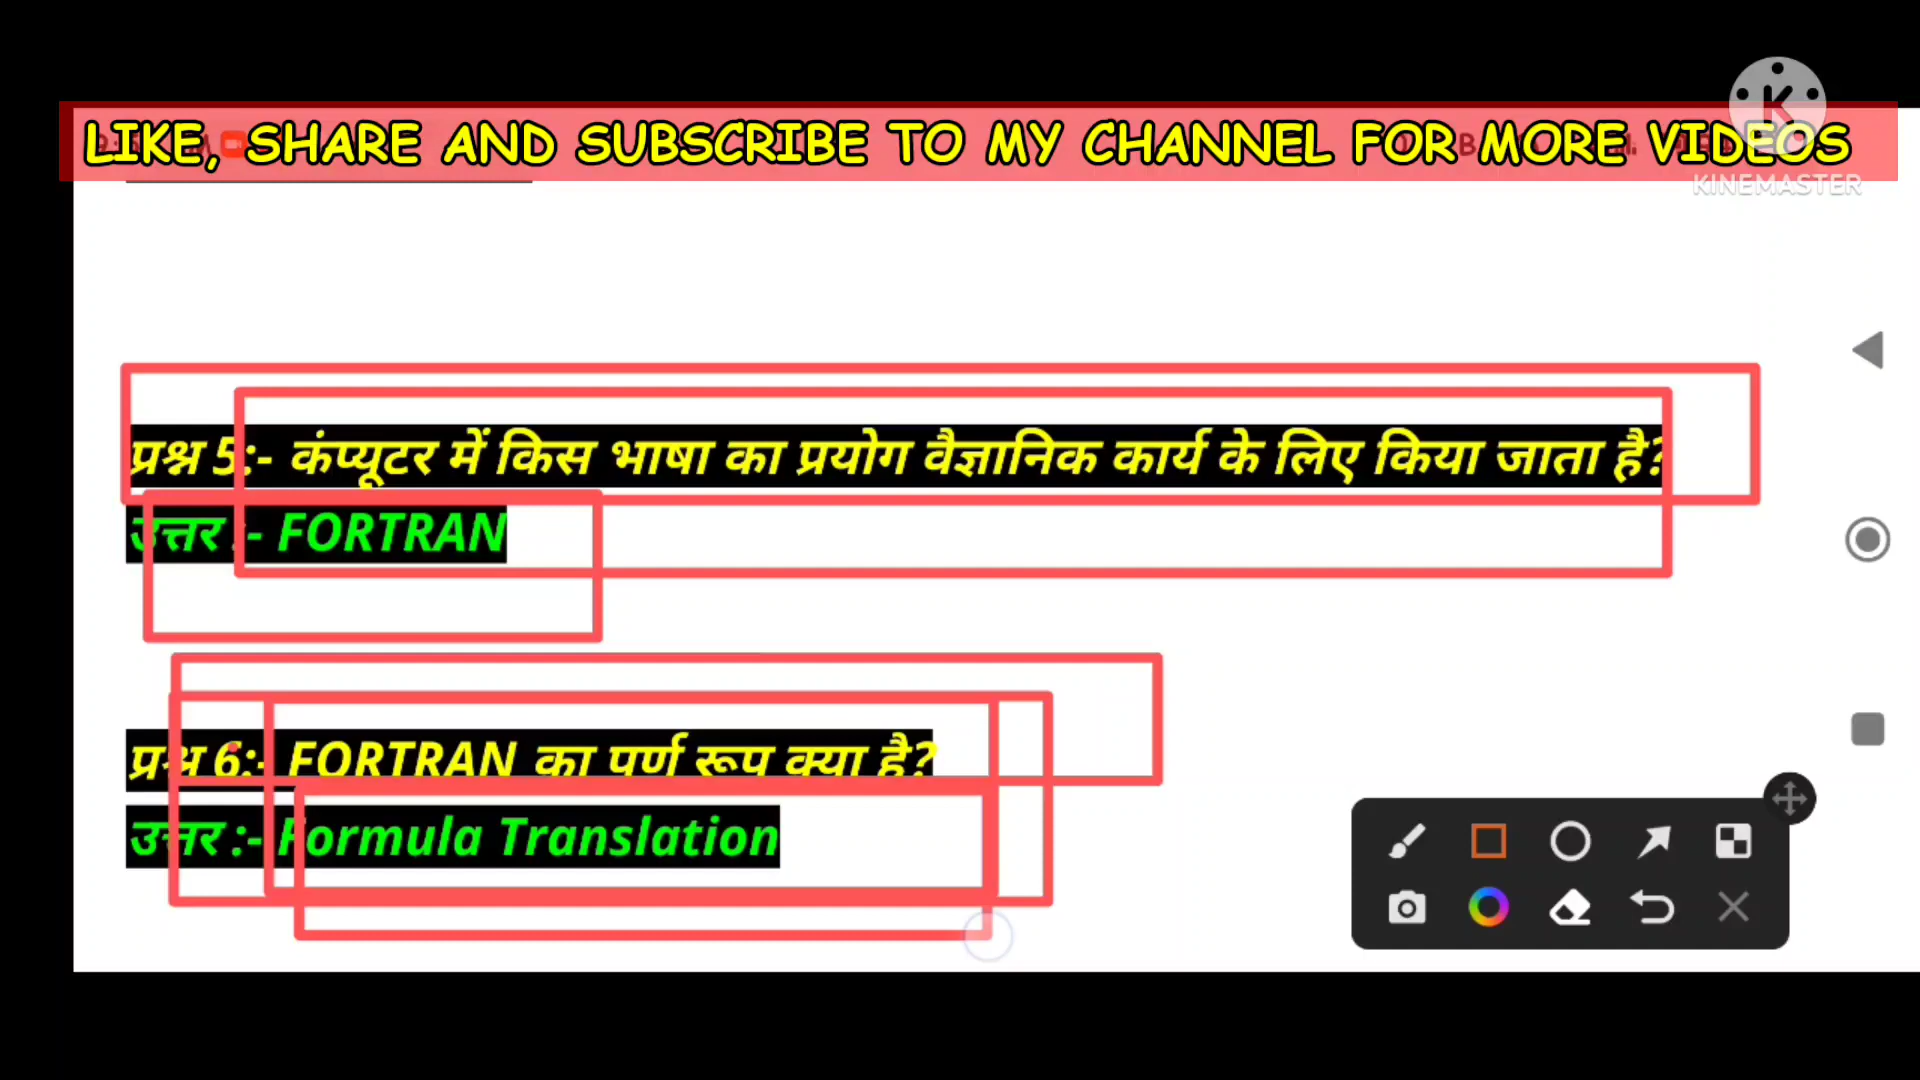 LIKE, SHARE AND SUBSCRIBE TO MY CHANNEL FOR MORE VIDEOS
KINEMASTER
प्रश्न 5:- कंप्यूटर में किस भाषा का प्रयोग वैज्ञानिक कार्य के लिए किया जाता है?
उत्तर :- FORTRAN
प्रश्न 6:- FORTRAN का पूर्ण रूप क्या है?
उत्तर :- Formula Translation